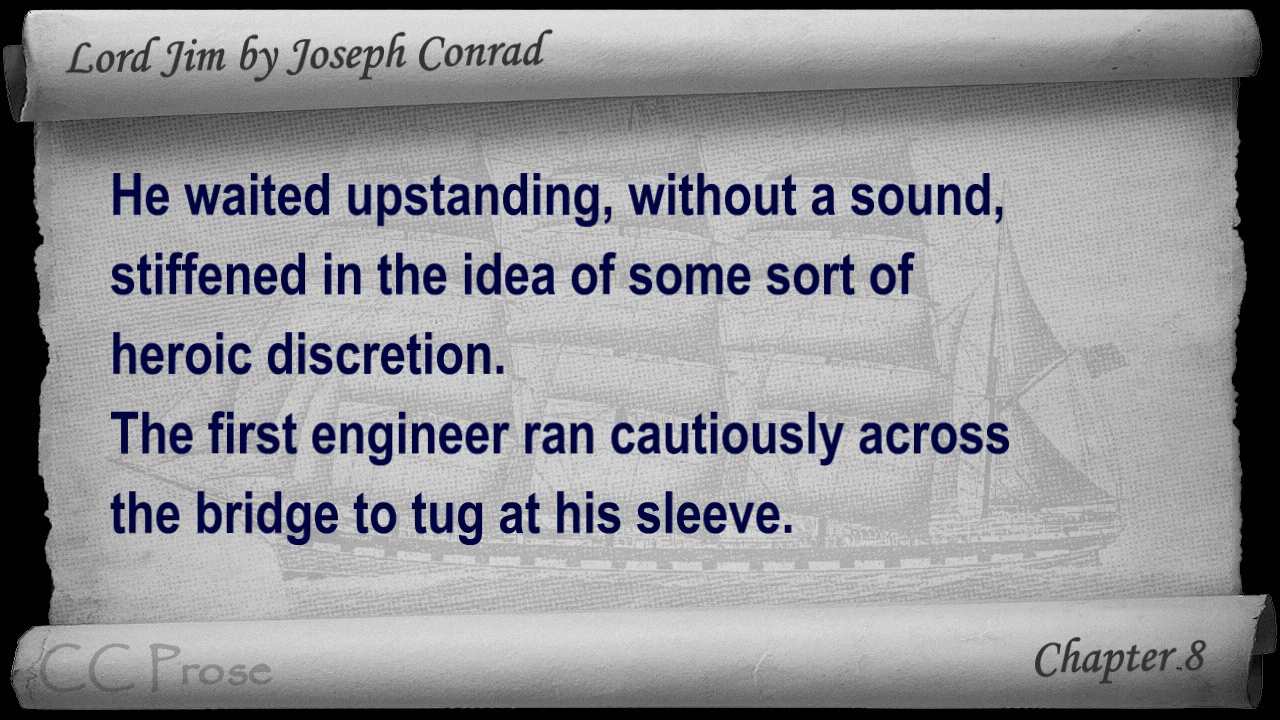 Lord Jim by Joseph Conrad
He waited upstanding, without a sound,
stiffened in the idea of some sort of
heroic discretion.
The first engineer ran cautiously across
the bridge to tug at his sleeve.
CC Prose
Chapter 8